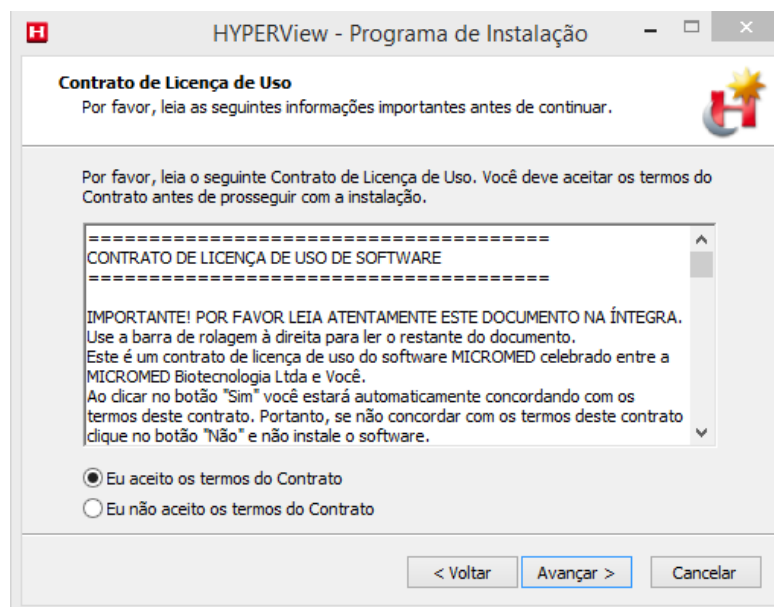 HYPERView - Programa de Instalação
Contrato de Licença de Uso
Por favor, leia as seguintes informações importantes antes de continuar.
Por favor, leia o seguinte Contrato de Licença de Uso. Você deve aceitar os termos do
Contrato antes de prosseguir com a instalação.
======================================
CONTRATO DE LICENÇA DE USO DE SOFTWARE
======================================
IMPORTANTE! POR FAVOR LEIA ATENTAMENTE ESTE DOCUMENTO NA ÍNTEGRA.
Use a barra de rolagem à direita para ler o restante do documento.
Este é um contrato de licença de uso do software MICROMED celebrado entre a
MICROMED Biotecnologia Ltda e Você.
Ao clicar no botão "Sim" você estará automaticamente concordando com os
termos deste contrato. Portanto, se não concordar com os termos deste contrato
clique no botão "Não" e não instale o software.
Eu aceito os termos do Contrato
Eu não aceito os termos do Contrato
< Voltar
Avançar >
Cancelar